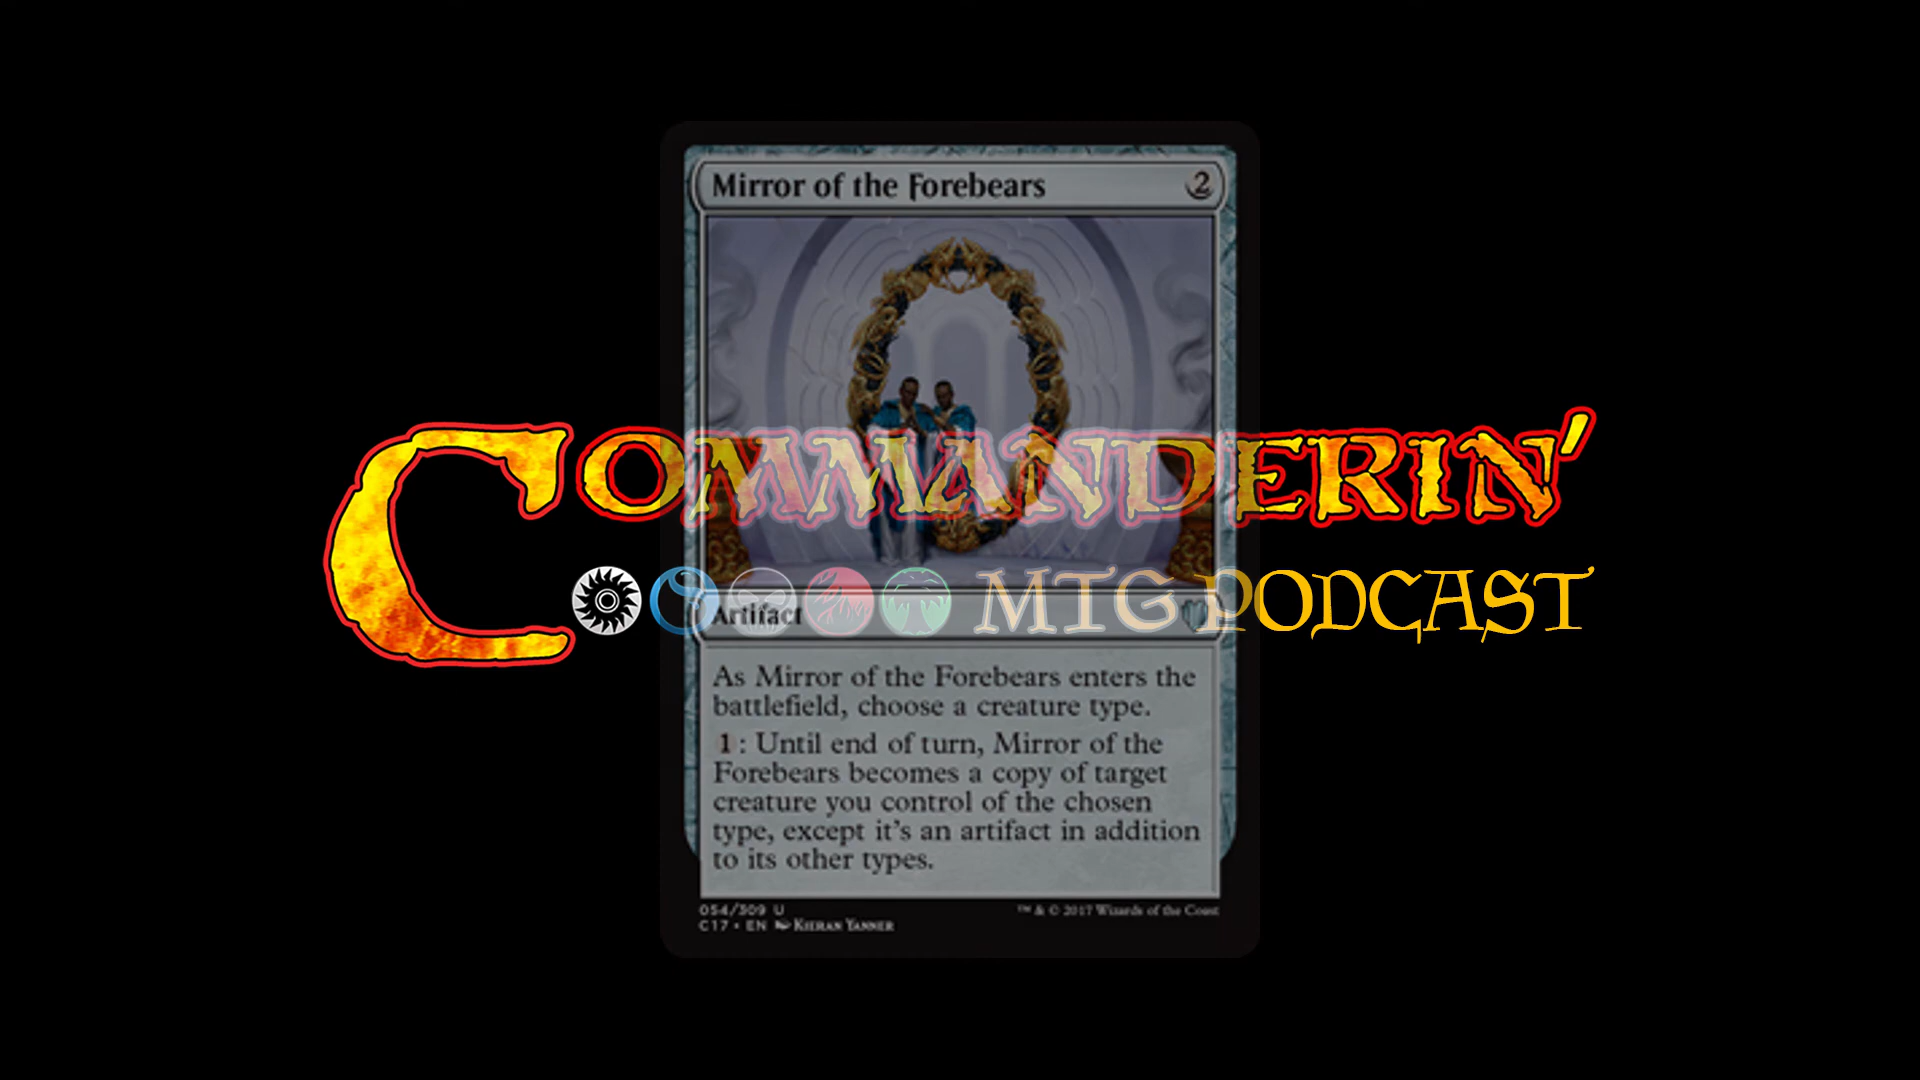 Mirror of the Forebears 2
COMMANDERIN'
MTG PODCAST
Artifact
As Mirror of the Forebears enters the
battlefield, choose a creature type.
1: Until end of turn, Mirror of the
Forebears becomes a copy of target
creature you control of the chosen
type, except it's an artifact in addition
to its other types.
054/309 U
™ & © 2017 Wizards of the Coast
C17 • EN Kieran Yanner